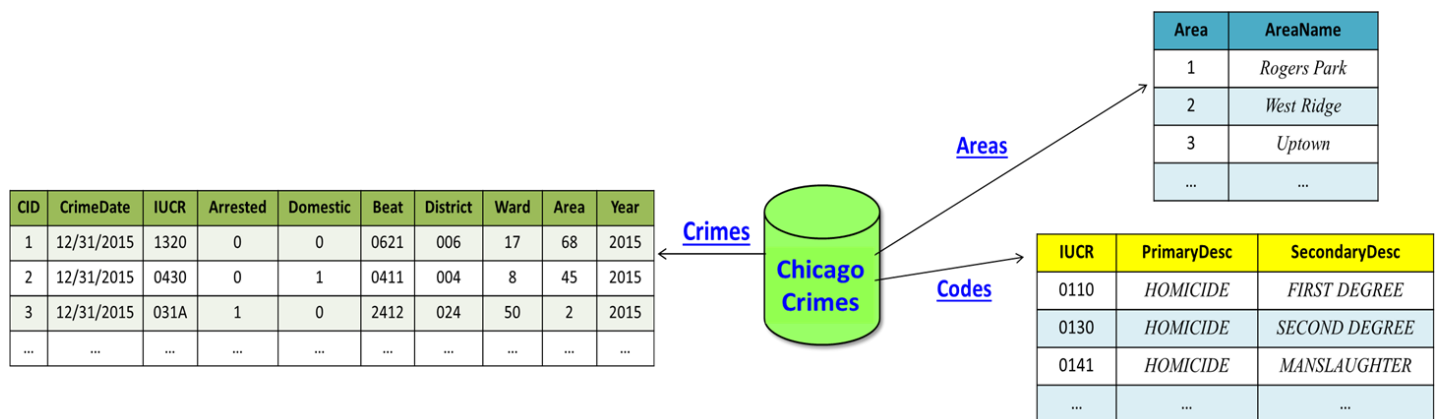 Area AreaName
1 Rogers Park
2 West Ridge
3 Uptown
... ...
Areas
CID CrimeDate IUCR Arrested Domestic Beat District Ward Area Year
1 12/31/2015 1320 0 0 0621 006 17 68 2015
2 12/31/2015 0430 0 1 0411 004 8 45 2015
3 12/31/2015 031A 1 0 2412 024 50 2 2015
... ... ... ... ... ... ... ... ... ...
Crimes
Chicago
Crimes
Codes
IUCR PrimaryDesc SecondaryDesc
0110 HOMICIDE FIRST DEGREE
0130 HOMICIDE SECOND DEGREE
0141 HOMICIDE MANSLAUGHTER
... ... ...